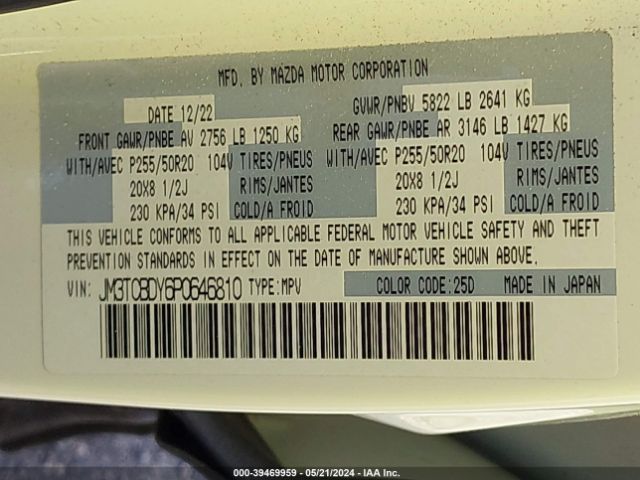 MFD. BY MAZDA MOTOR CORPORATION
DATE 12/22 GVWR/PNBV 5822 LB 2641 KG
FRONT GAWR/PNBE AV 2756 LB 1250 KG REAR GAWR/PNBE AR 3146 LB 1427 KG
WITH/AVEC P255/50R20 104V TIRES/PNEUS WITH/AVEC P255/50R20 104V TIRES/PNEUS
20X8 1/2J RIMS/JANTES 20X8 1/2J RIMS/JANTES
230 KPA/34 PSI COLD/A FROID 230 KPA/34 PSI COLD/A FROID
THIS VEHICLE CONFORMS TO ALL APPLICABLE FEDERAL MOTOR VEHICLE SAFETY AND THEFT
PREVENTION STANDARDS IN EFFECT ON THE DATE OF MANUFACTURE SHOWN ABOVE.
VIN: JM3TCBDY6P0646810 TYPE:MPV COLOR CODE:25D MADE IN JAPAN
000-39469959 - 05/21/2024 - IAA Inc.